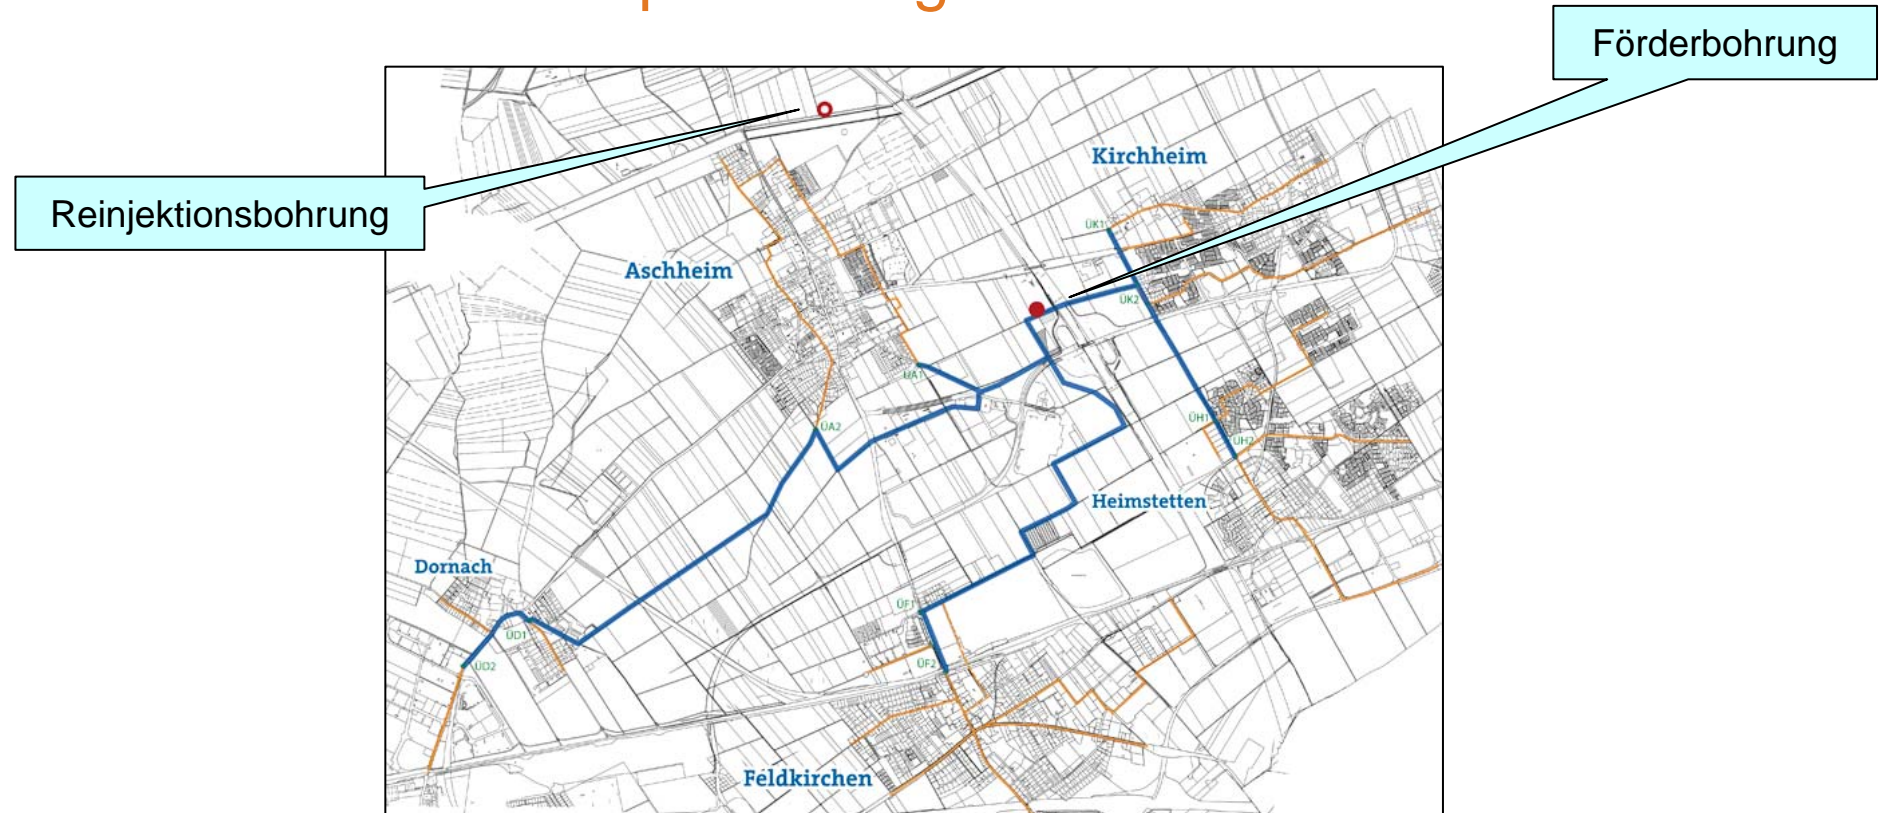 Förderbohrung
Reinjektionsbohrung
Kirchheim
ÜK1
Aschheim
ÜK2
ÜA1
ÜH1
ÜA2
ÜH2
Heimstetten
Dornach
ÜF1
ÜD1
ÜF2
ÜD2
Feldkirchen